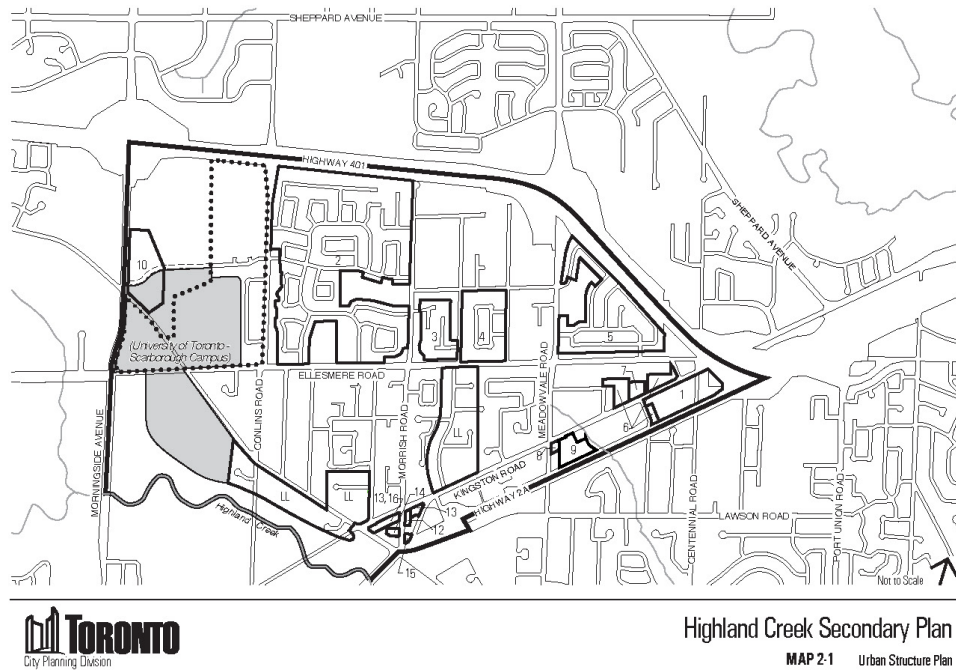 SHEPPARD AVENUE
HIGHWAY 401
SHEPPARD AVENUE
10
2
(University of Toronto -
Scarborough Campus)
3
4
5
ELLESMERE ROAD
7
1
1
6
MORNINGSIDE AVENUE
CONLINS ROAD
MORRISH ROAD
MEADOWVALE ROAD
LL
8
9
KINGSTON ROAD
HIGHWAY 2A
LL
LL
13,16
14
13
12
15
Highland Creek
CENTENNIAL ROAD
LAWSON ROAD
PORT UNION ROAD
Not to Scale
TORONTO
City Planning Division
Highland Creek Secondary Plan
MAP 2-1 Urban Structure Plan